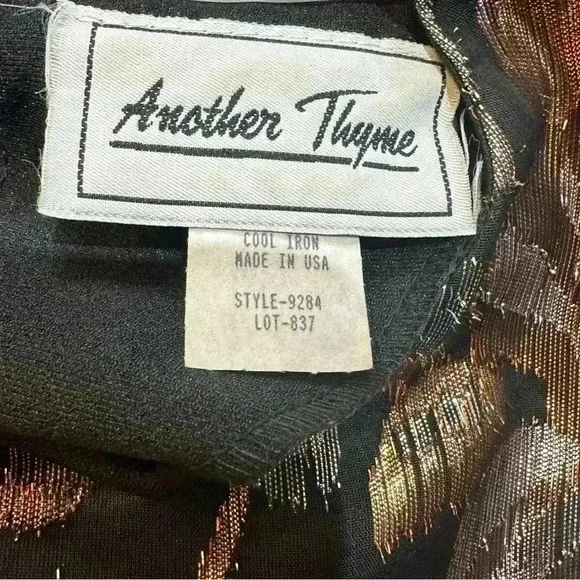 Another Thyme
COOL IRON
MADE IN USA
STYLE-9284
LOT-837